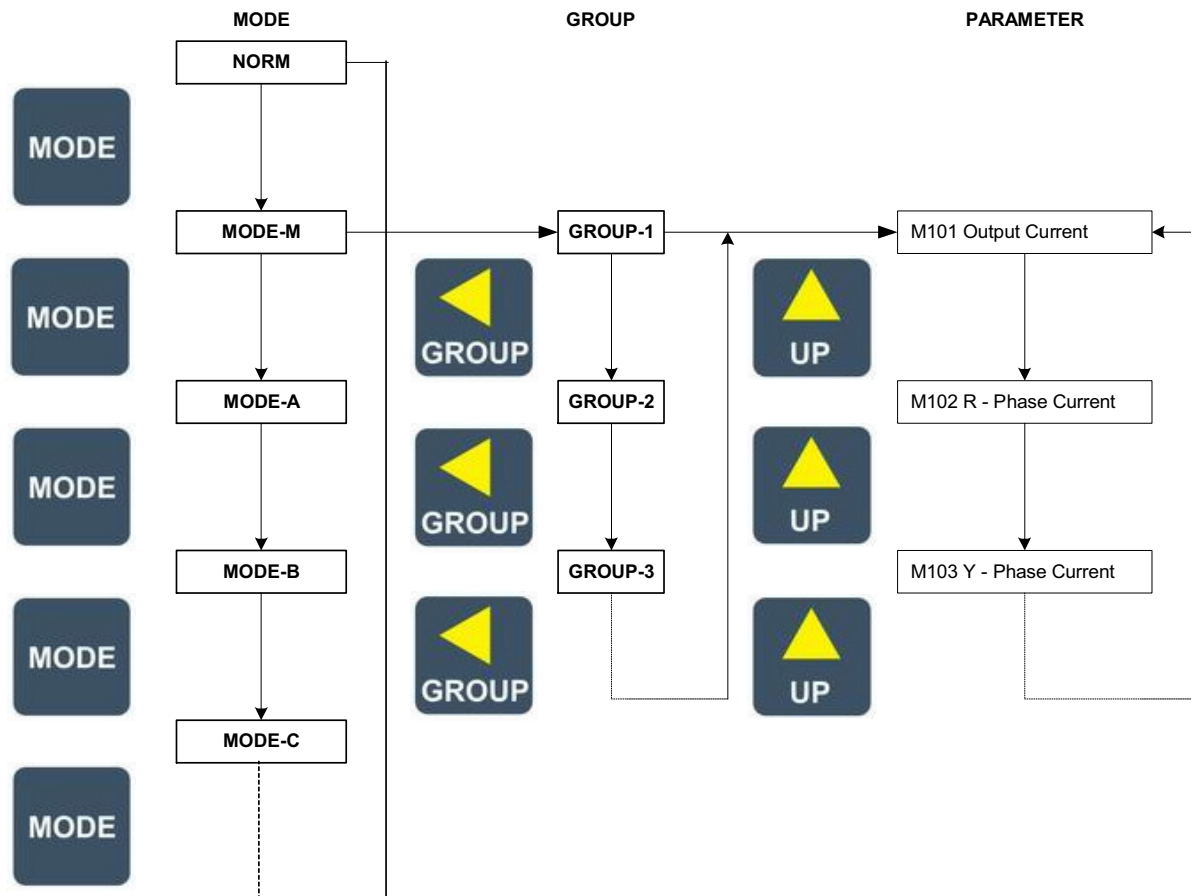 MODE GROUP PARAMETER
NORM
MODE
MODE-M GROUP-1 M101 Output Current
MODE GROUP UP
MODE-A GROUP-2 M102 R - Phase Current
MODE GROUP UP
MODE-B GROUP-3 M103 Y - Phase Current
MODE GROUP UP
MODE-C
MODE